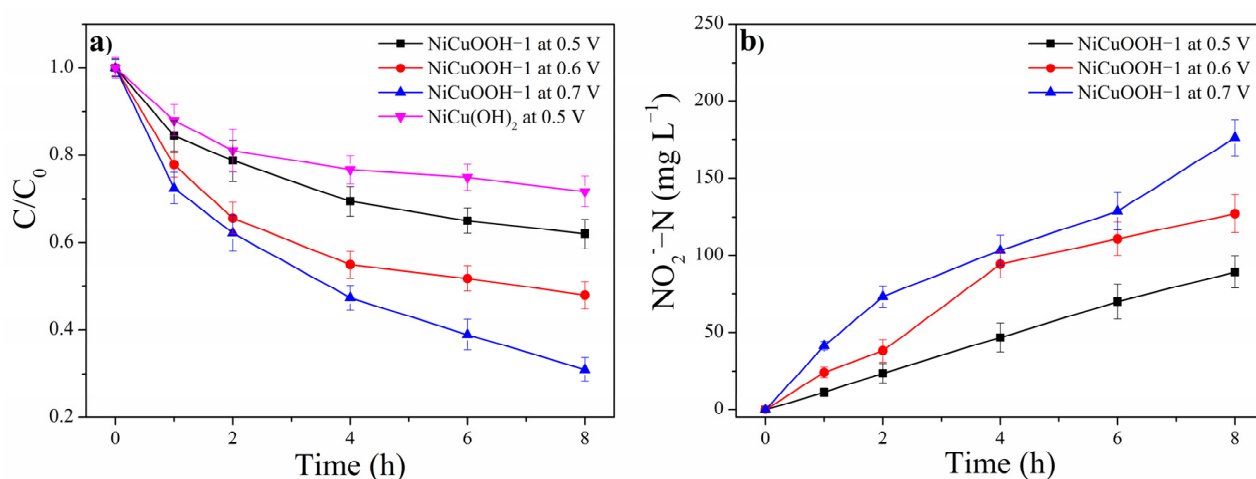 a)
NiCuOOH−1 at 0.5 V
NiCuOOH−1 at 0.6 V
NiCuOOH−1 at 0.7 V
NiCu(OH)₂ at 0.5 V
C/C₀
1.0
0.8
0.6
0.4
0.2
0 2 4 6 8
Time (h)
b)
NiCuOOH−1 at 0.5 V
NiCuOOH−1 at 0.6 V
NiCuOOH−1 at 0.7 V
NO₂⁻−N (mg L⁻¹)
250
200
150
100
50
0
0 2 4 6 8
Time (h)